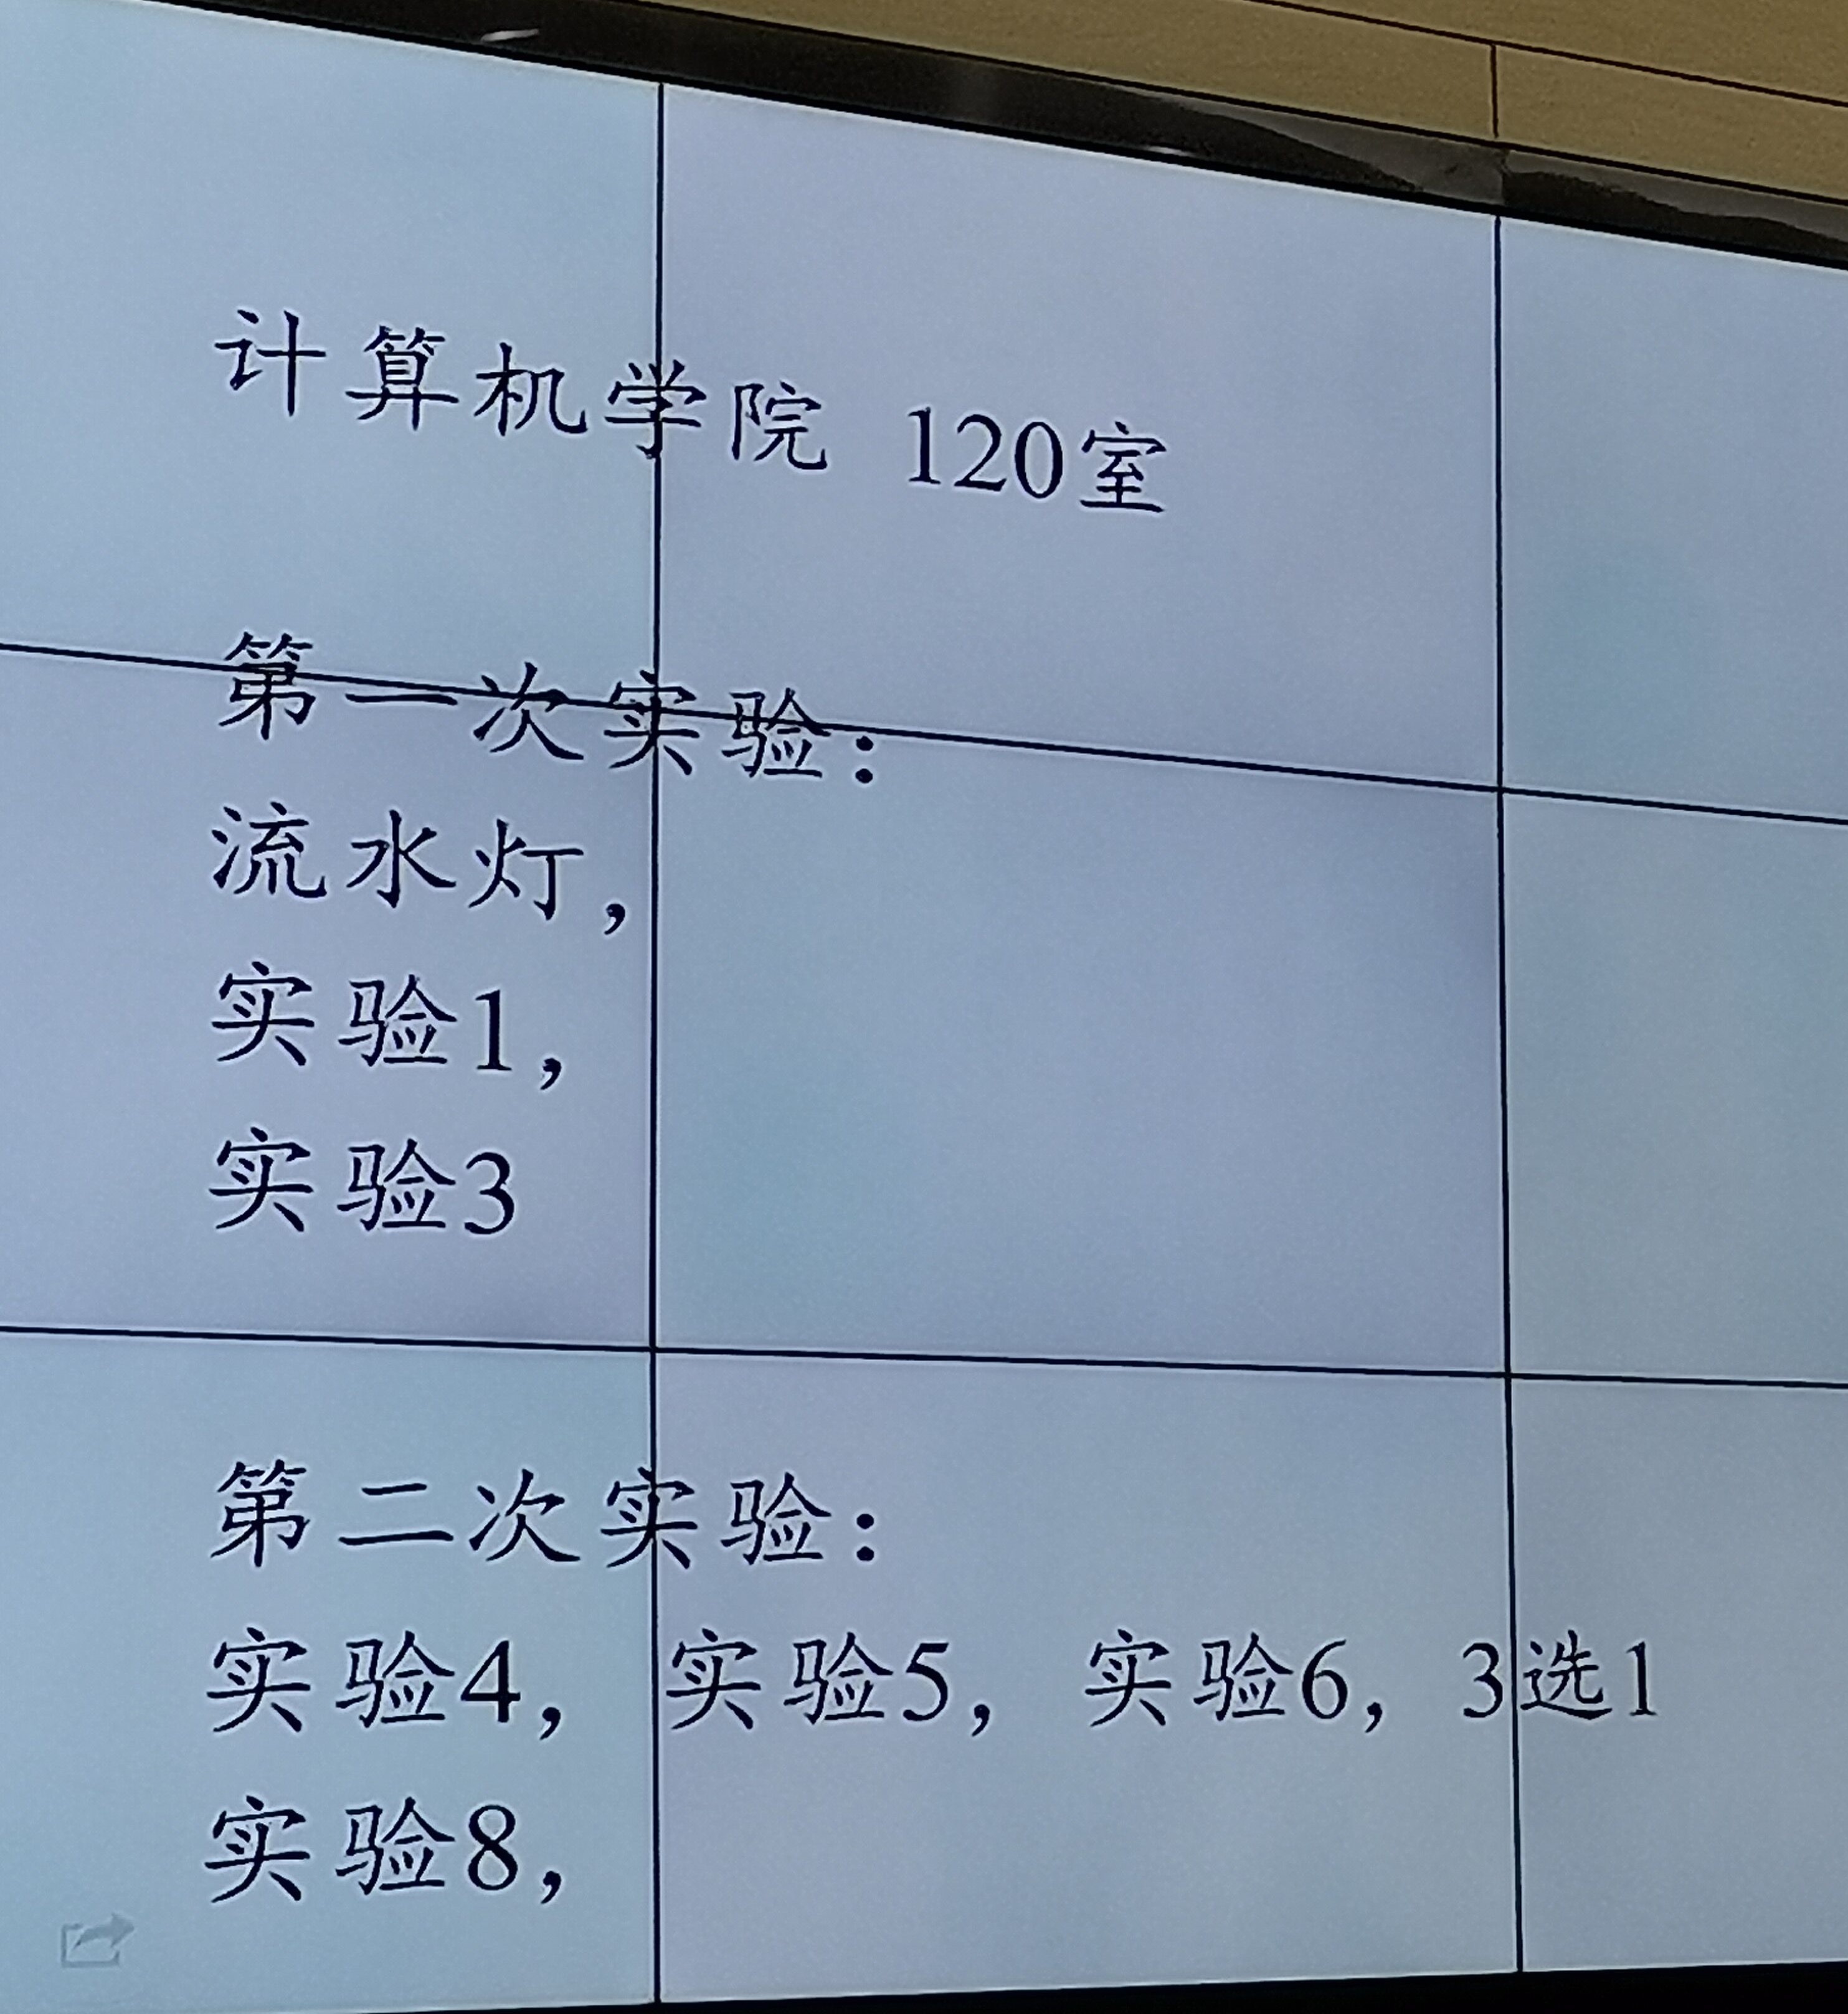 计算机学院 120室
第一次实验：
流水灯，
实验1，
实验3
第二次实验：
实验4， 实验5， 实验6， 3选1
实验8，